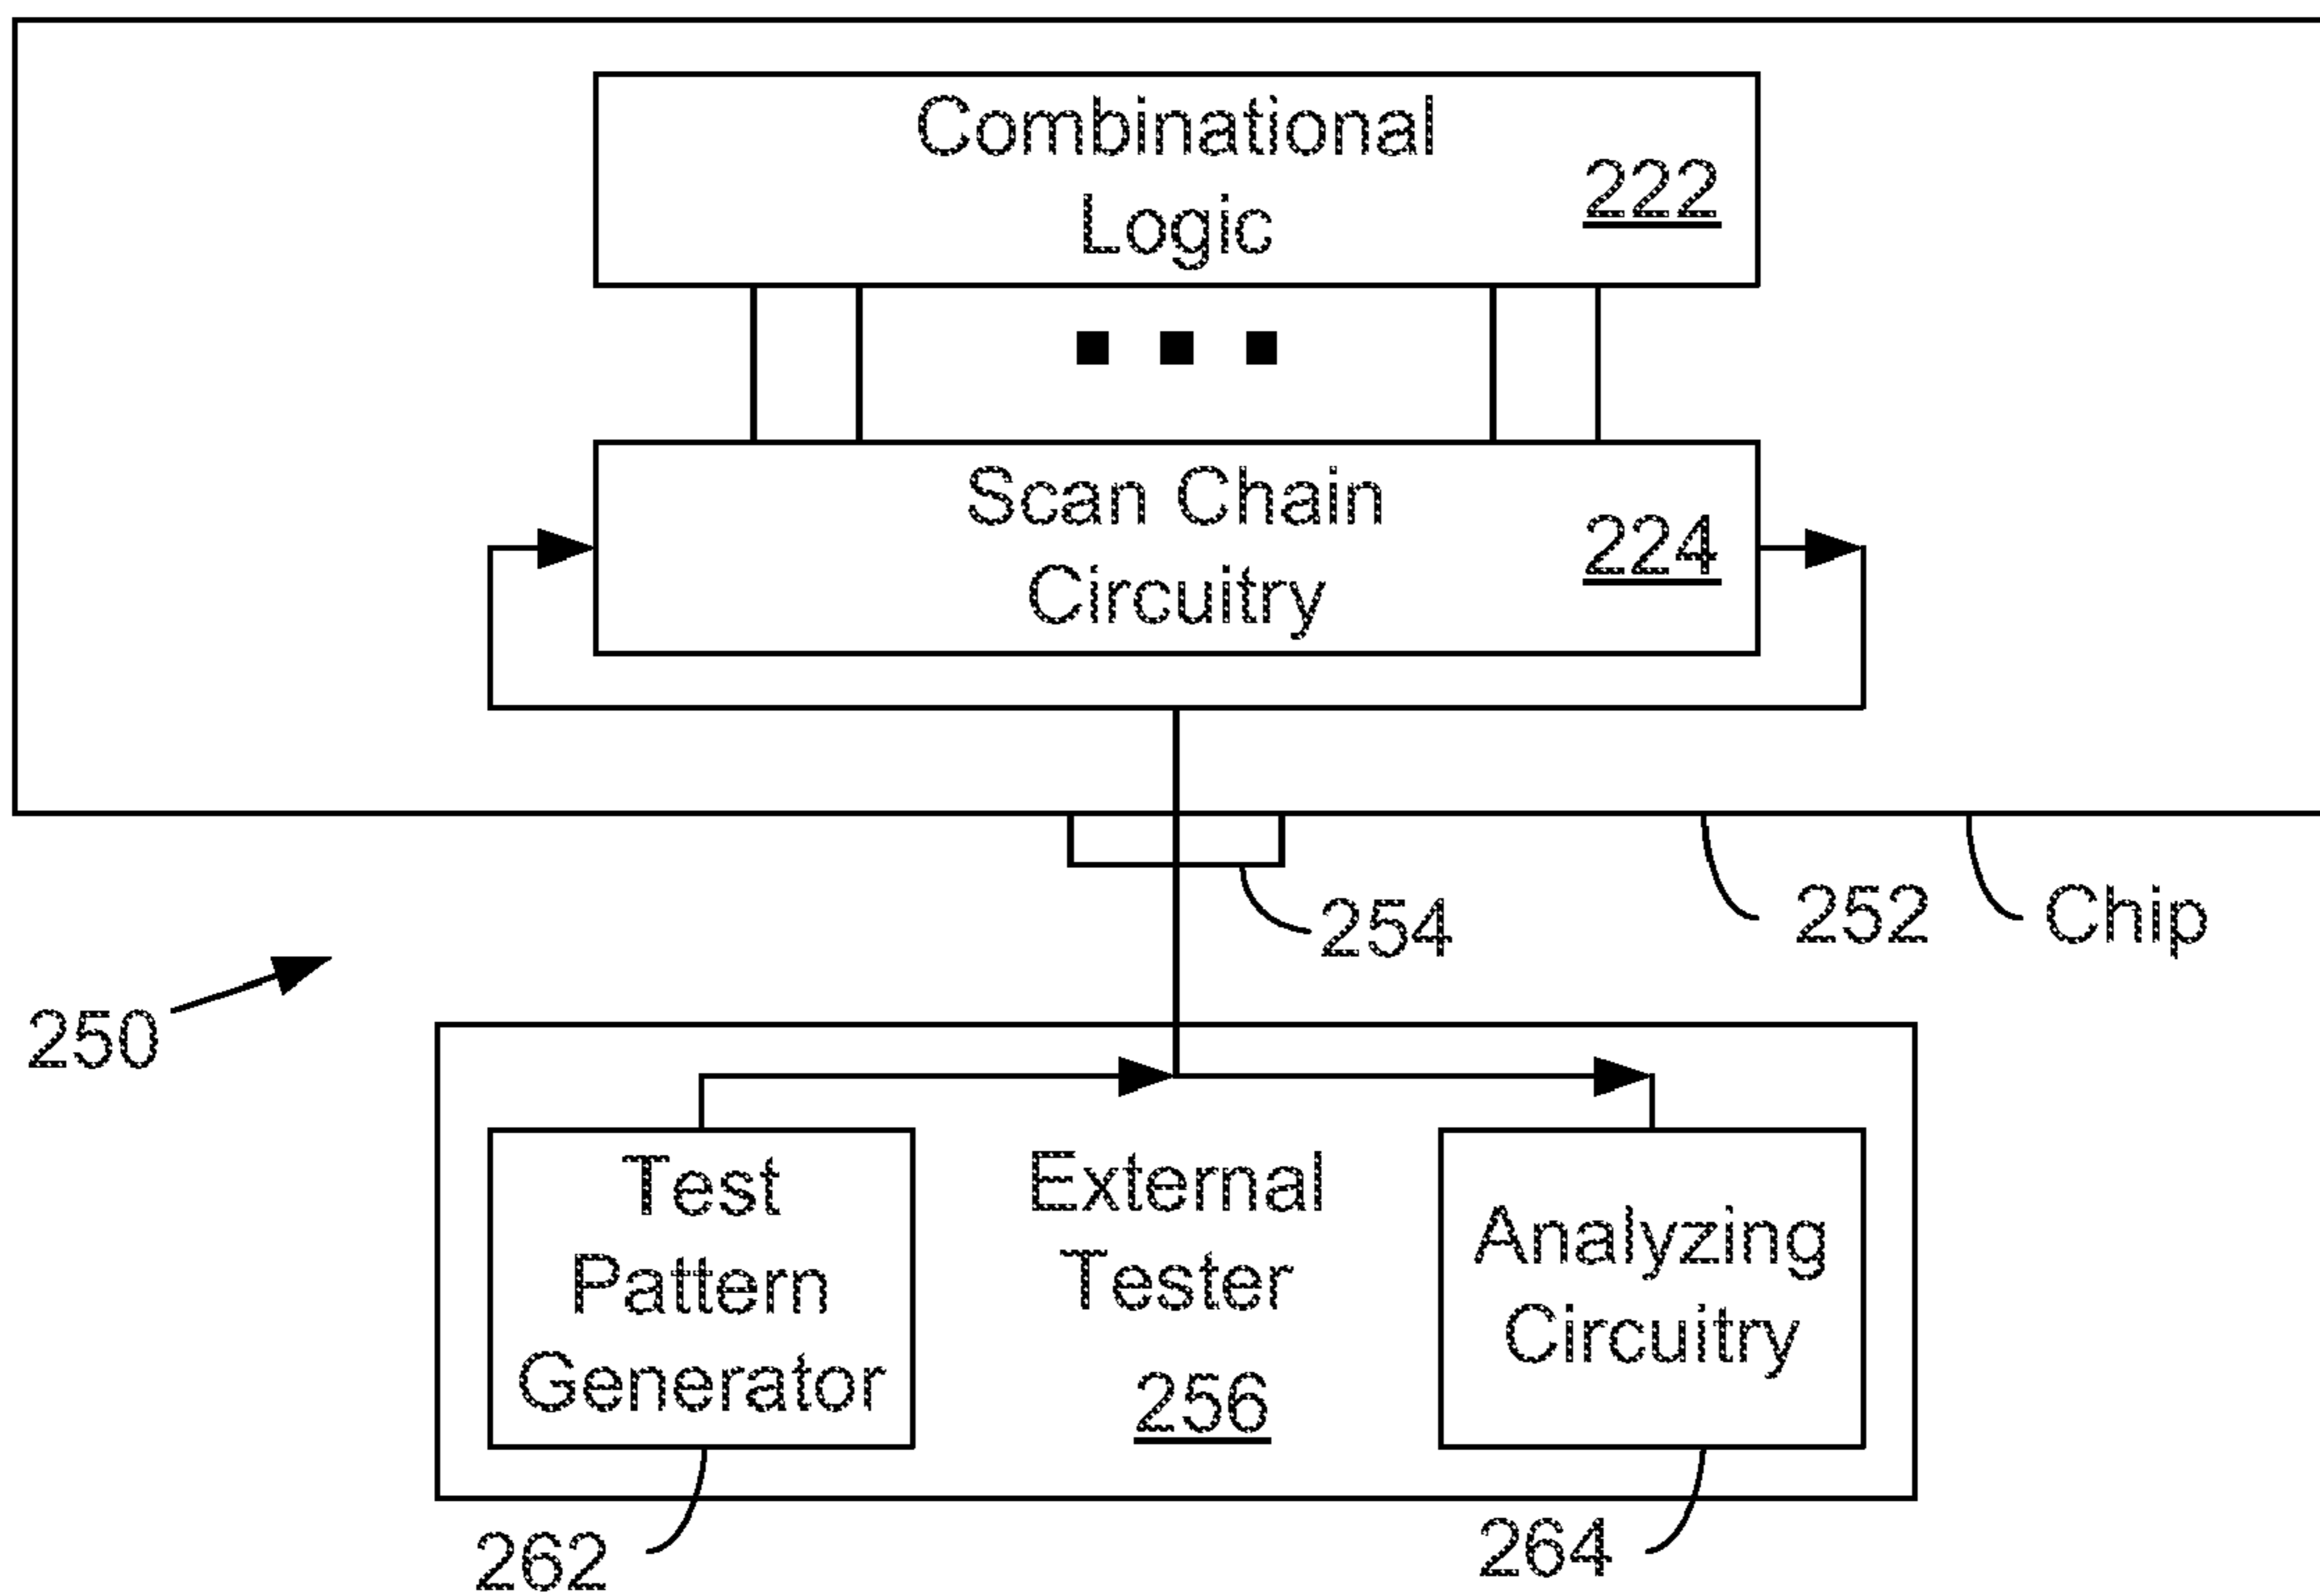 Combinational
Logic
222
Scan Chain
Circuitry
224
254
252
Chip
250
Test
Pattern
Generator
External
Tester
256
Analyzing
Circuitry
262
264